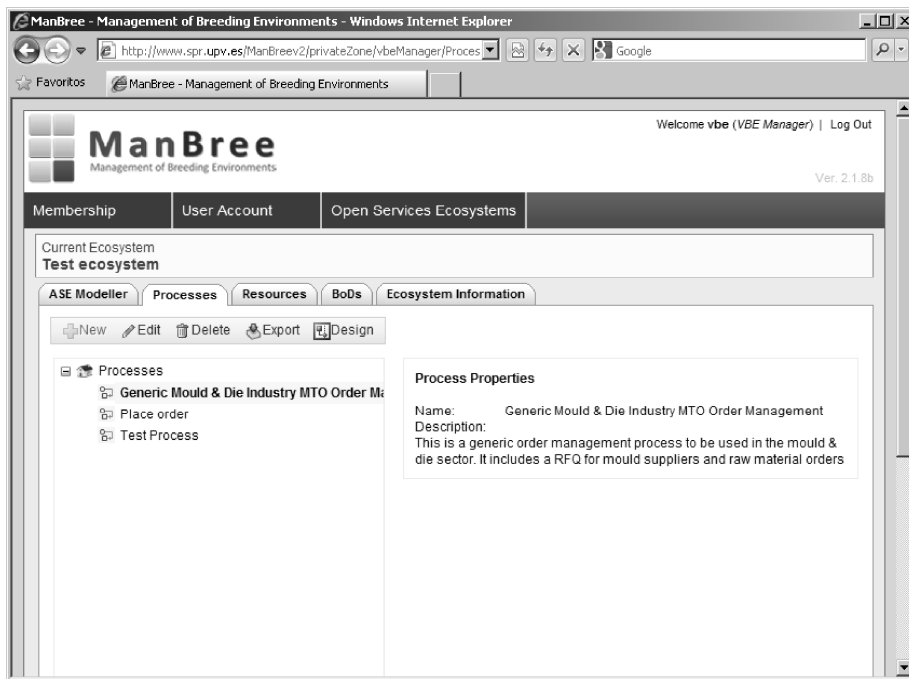 ManBree - Management of Breeding Environments - Windows Internet Explorer
http://www.spr.upv.es/ManBreev2/privateZone/vbeManager/Proces
Google
Favoritos
ManBree - Management of Breeding Environments
Welcome vbe (VBE Manager) | Log Out
ManBree
Management of Breeding Environments
Ver. 2.1.8b
Membership User Account Open Services Ecosystems
Current Ecosystem
Test ecosystem
ASE Modeller Processes Resources BoDs Ecosystem Information
New Edit Delete Export Design
Processes
Generic Mould & Die Industry MTO Order Ma
Place order
Test Process
Process Properties
Name: Generic Mould & Die Industry MTO Order Management
Description:
This is a generic order management process to be used in the mould &
die sector. It includes a RFQ for mould suppliers and raw material orders